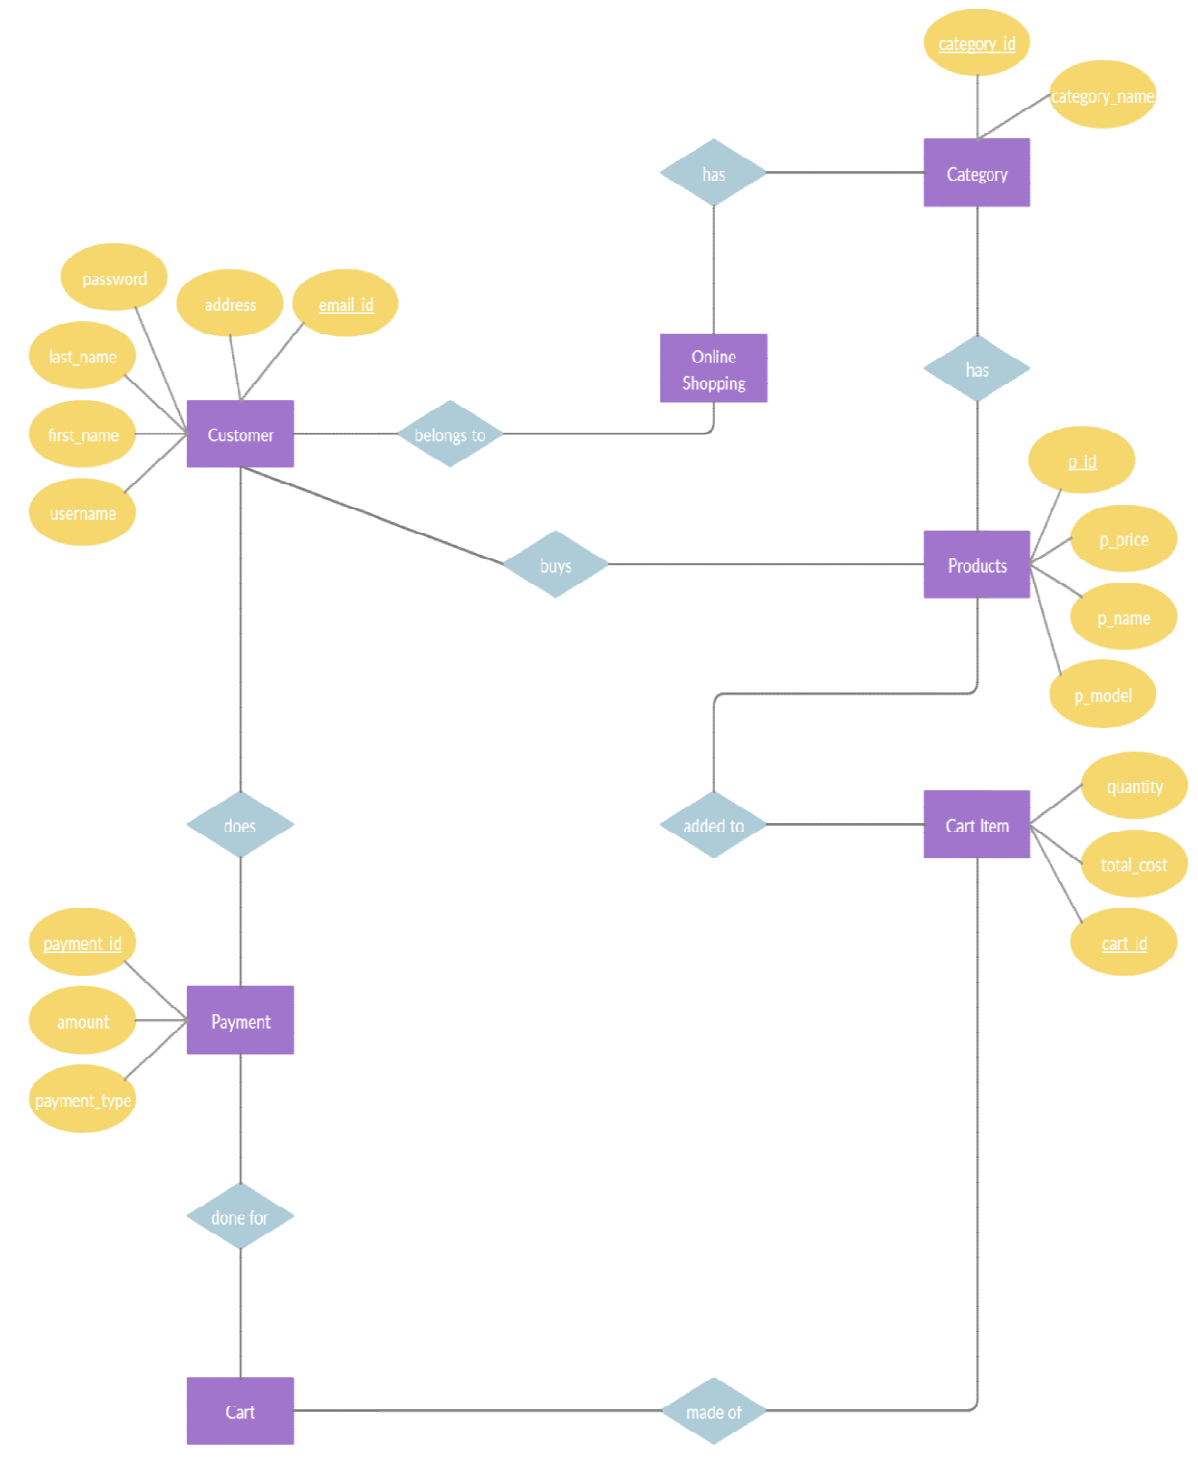 category_id
category_name
has
Category
password
address
email_id
last_name
Online
Shopping
has
first_name
Customer
belongs to
p_id
username
p_price
buys
Products
p_name
p_model
quantity
does
added to
Cart Item
total_cost
payment_id
cart_id
amount
Payment
payment_type
done for
Cart
made of